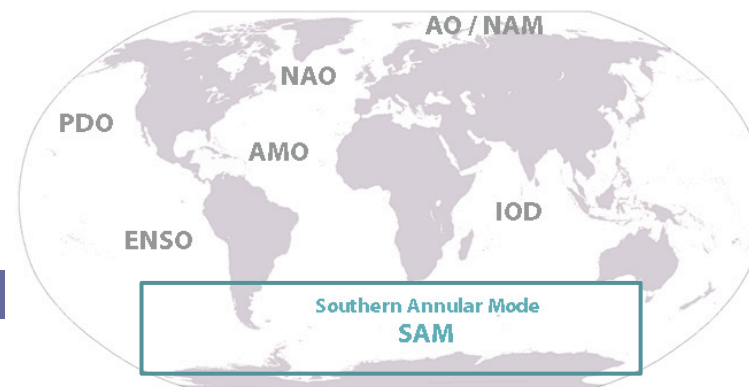 AO / NAM
NAO
PDO
AMO
IOD
ENSO
Southern Annular Mode
SAM